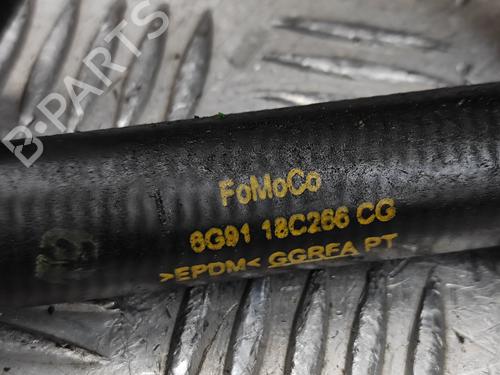 B-PARTS
FoMoCo
6G91 18C266 CG
>EPDM< GGRFA PT